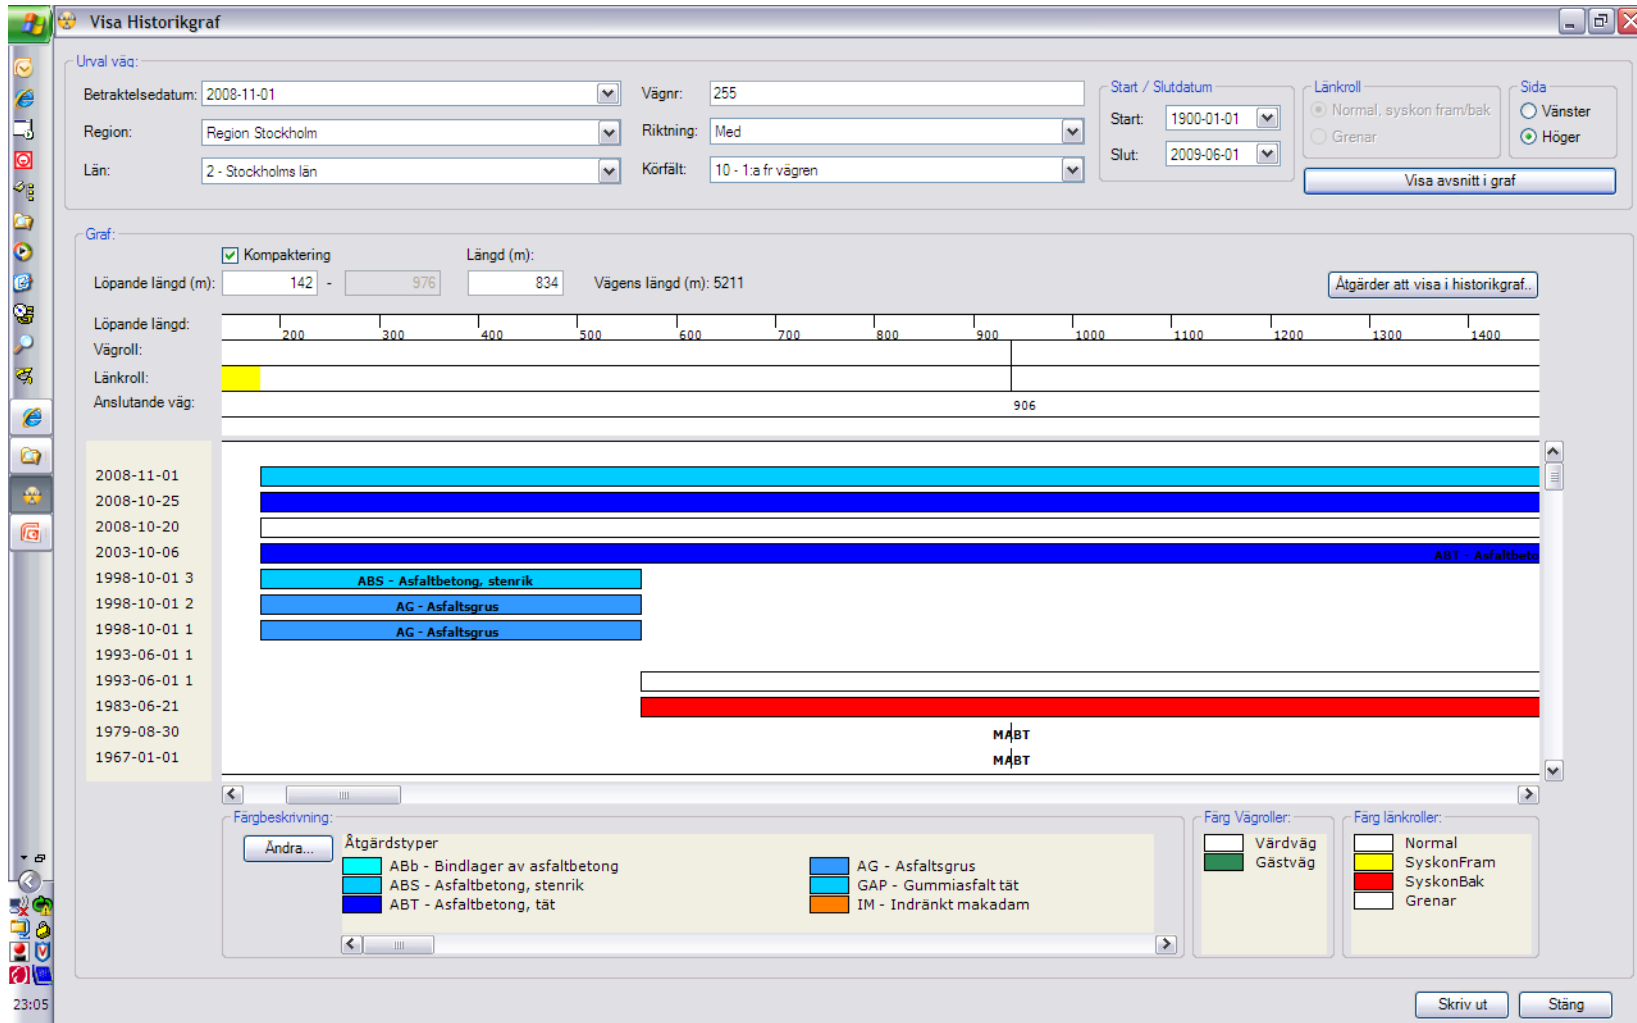 Visa Historikgraf
Urval väg:
Betraktelsedatum: 2008-11-01
Vägnr: 255
Start / Slutdatum
Länkroll
Sida
Region: Region Stockholm
Riktning: Med
Start: 1900-01-01
Normal, syskon fram/bak
Vänster
Grenar
Höger
Län: 2 - Stockholms län
Körfält: 10 - 1:a fr vägren
Slut: 2009-06-01
Visa avsnitt i graf
Graf:
Kompaktering
Längd (m):
Löpande längd (m): 142 - 976 834 Vägens längd (m): 5211
Åtgärder att visa i historikgraf..
Löpande längd:
200 300 400 500 600 700 800 900 1000 1100 1200 1300 1400
Vägroll:
Länkroll:
Anslutande väg: 906
2008-11-01
2008-10-25
2008-10-20
2003-10-06 ABT - Asfaltbeto
1998-10-01 3 ABS - Asfaltbetong, stenrik
1998-10-01 2 AG - Asfaltsgrus
1998-10-01 1 AG - Asfaltsgrus
1993-06-01 1
1993-06-01 1
1983-06-21
1979-08-30 MABT
1967-01-01 MABT
Färgbeskrivning:
Ändra...
Åtgärdstyper
ABb - Bindlager av asfaltbetong
ABS - Asfaltbetong, stenrik
ABT - Asfaltbetong, tät
AG - Asfaltsgrus
GAP - Gummiasfalt tät
IM - Indränkt makadam
Färg Vägroller:
Värdväg
Gästväg
Färg länkroller:
Normal
SyskonFram
SyskonBak
Grenar
23:05
Skriv ut
Stäng